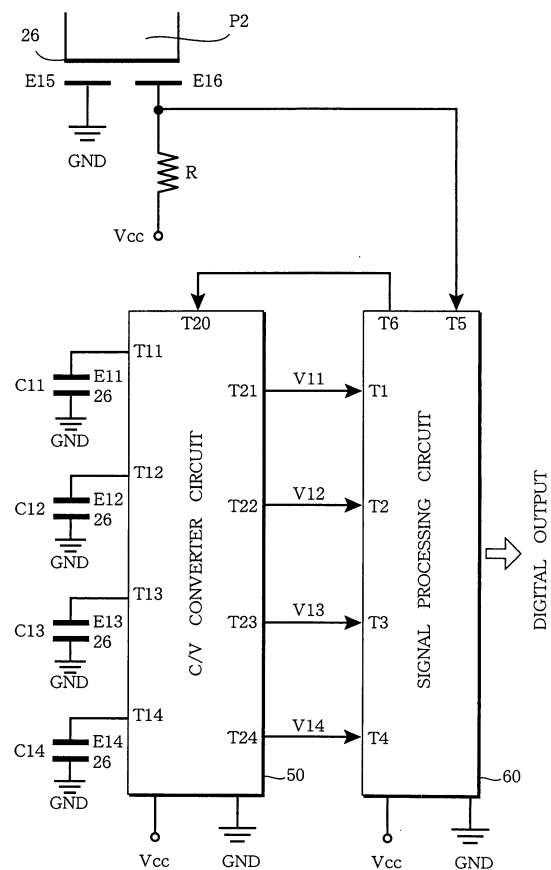 26
P2
E15
E16
GND
R
Vcc
T20
T6
T5
T11
C11
E11
26
GND
T21
V11
T1
T12
C12
E12
26
GND
T22
V12
T2
C/V CONVERTER CIRCUIT
SIGNAL PROCESSING CIRCUIT
DIGITAL OUTPUT
T13
C13
E13
26
GND
T23
V13
T3
T14
C14
E14
26
GND
T24
V14
T4
50
60
Vcc
GND
Vcc
GND